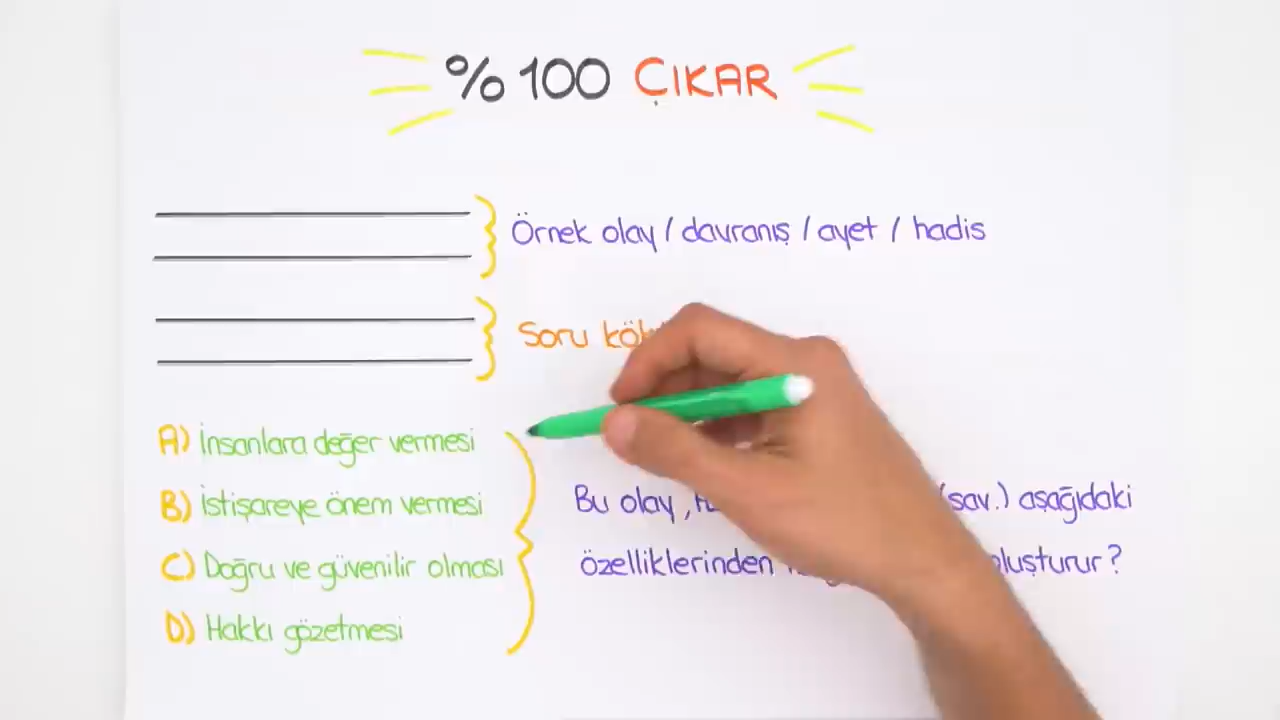 %100 ÇIKAR
Örnek olay / davranış / ayet / hadis
Soru
A) İnsanlara değer vermesi
B) İstişareye önem vermesi
C) Doğru ve güvenilir olması
D) Hakkı gözetmesi
Bu olay, (sav.) aşağıdaki
özelliklerinden oluşturur?